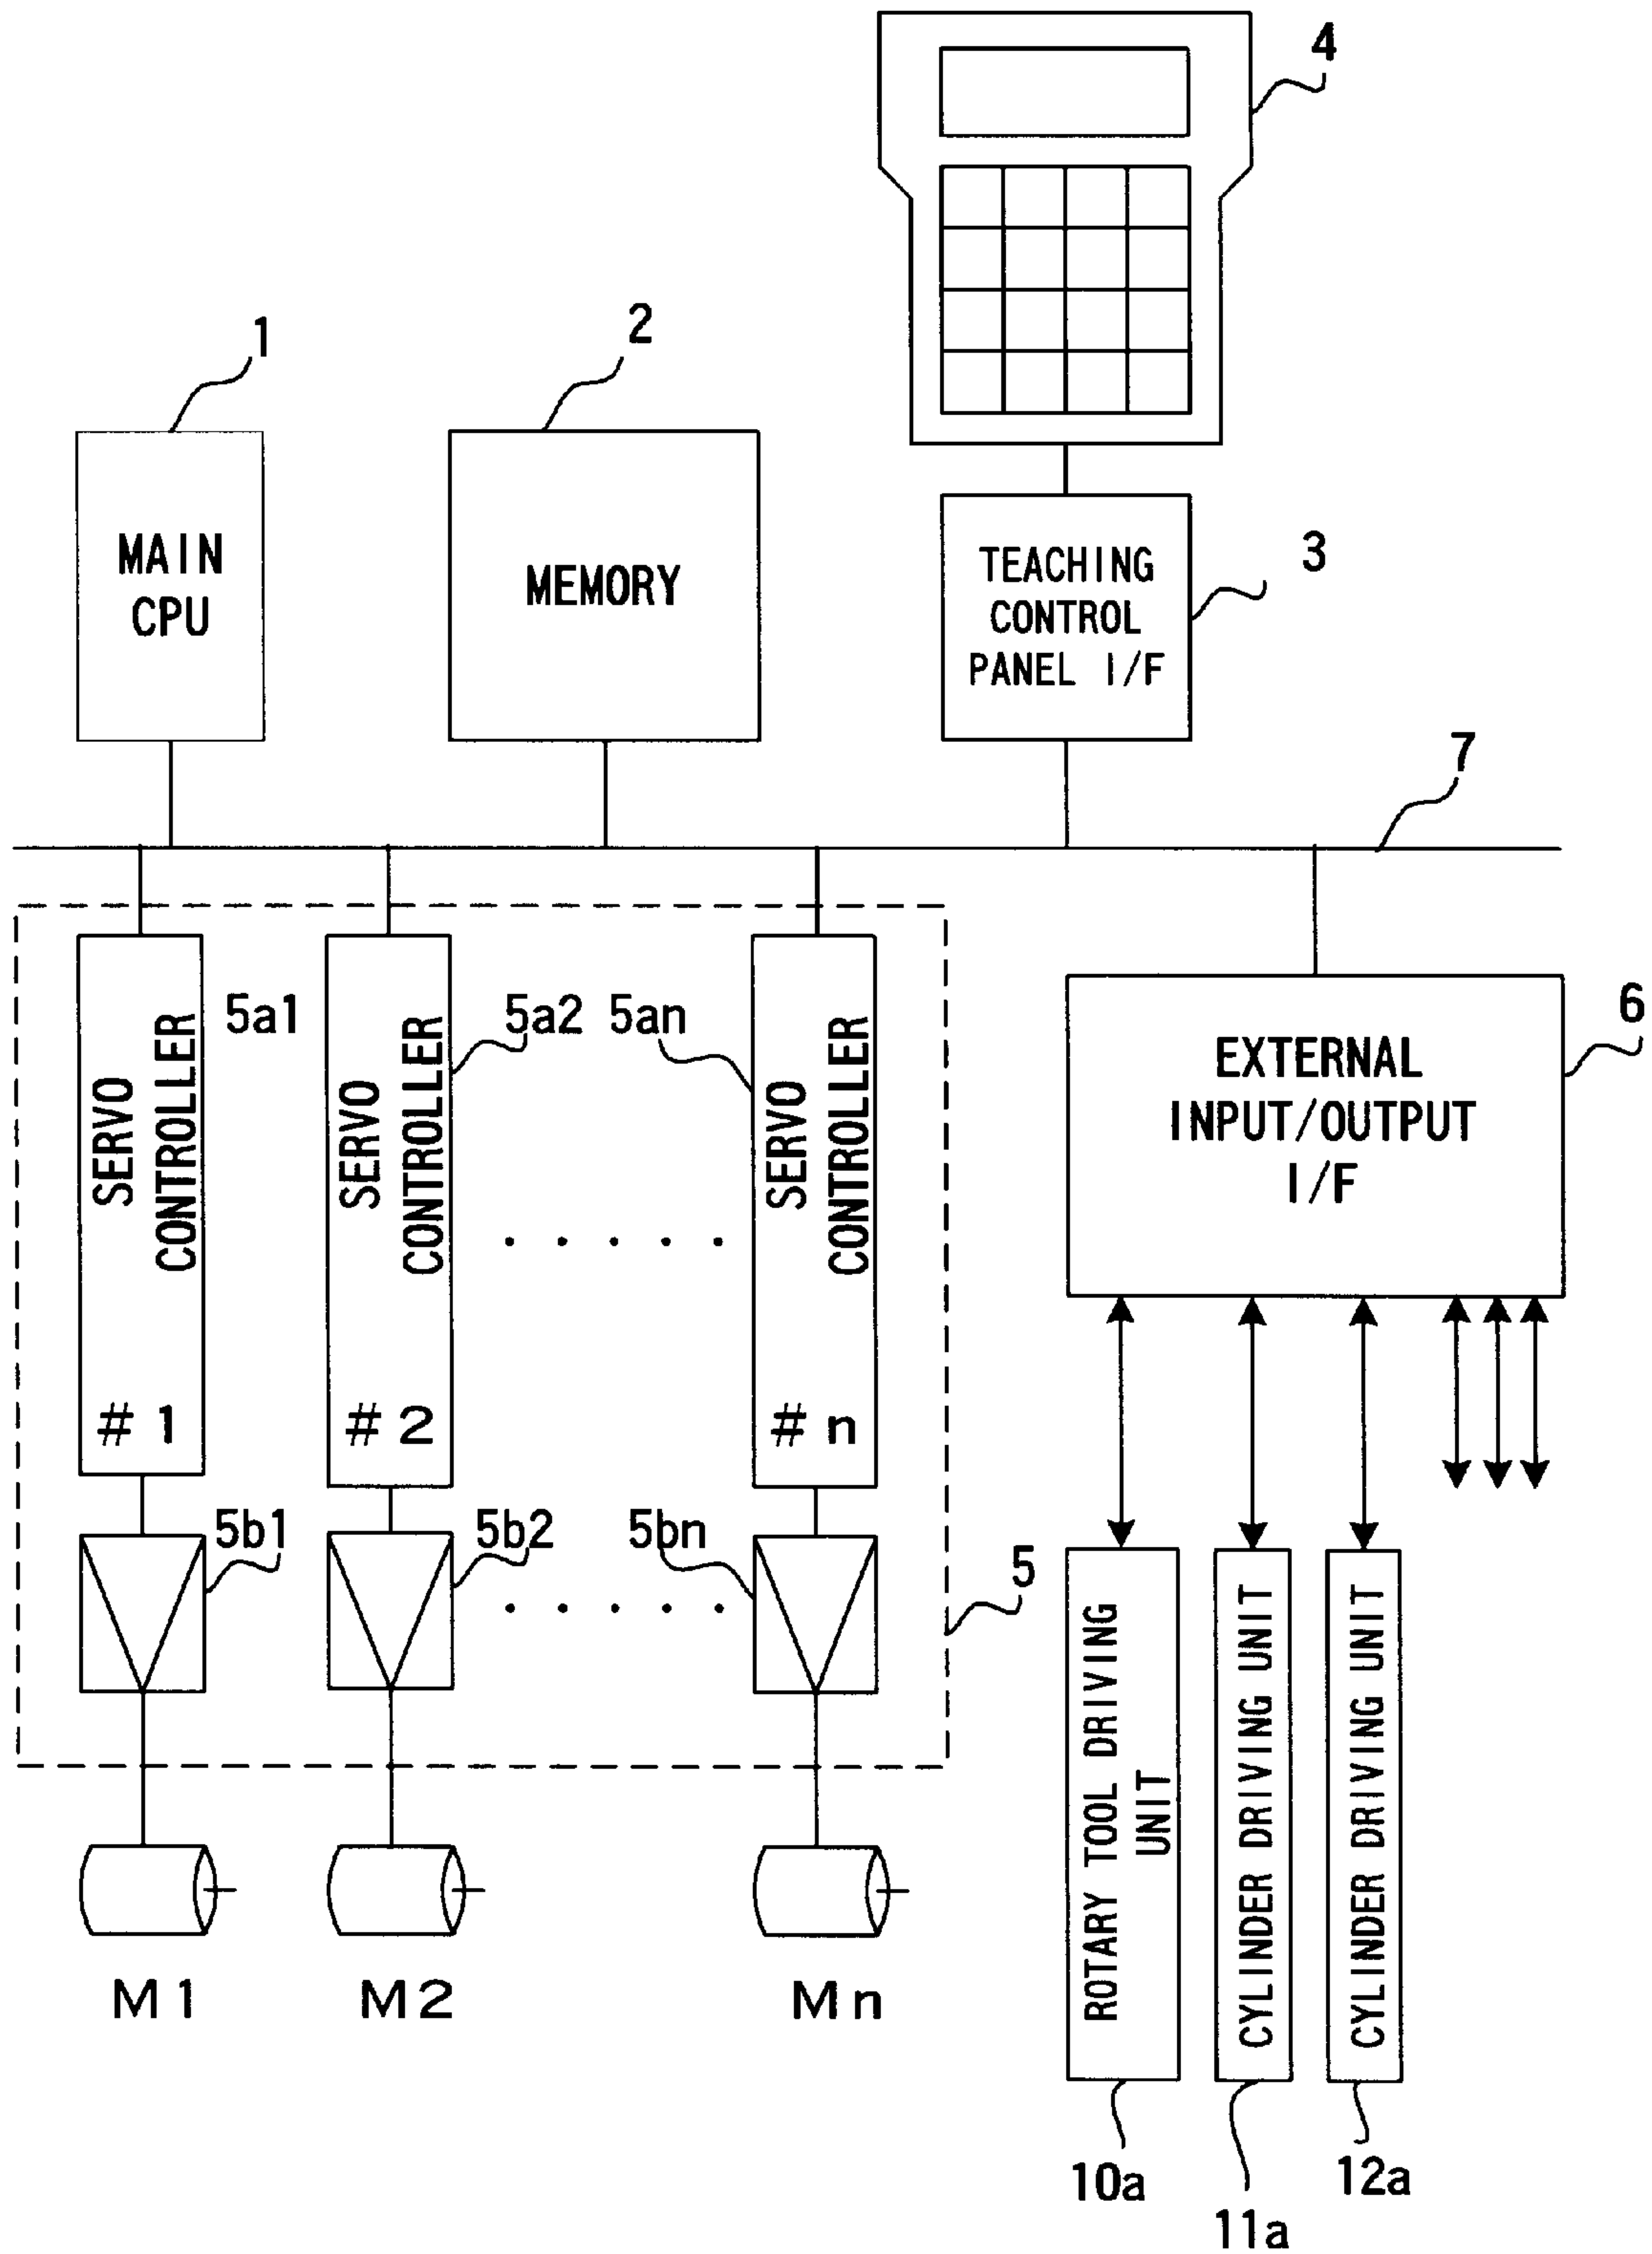 4
1
2
MAIN
CPU
MEMORY
TEACHING
CONTROL
PANEL I/F
3
7
SERVO
CONTROLLER
# 1
5a1
SERVO
CONTROLLER
# 2
5a2
5an
SERVO
CONTROLLER
# n
EXTERNAL
INPUT/OUTPUT
I/F
6
5b1
5b2
5bn
5
M1
M2
Mn
ROTARY TOOL DRIVING
UNIT
CYLINDER DRIVING UNIT
CYLINDER DRIVING UNIT
10a
11a
12a